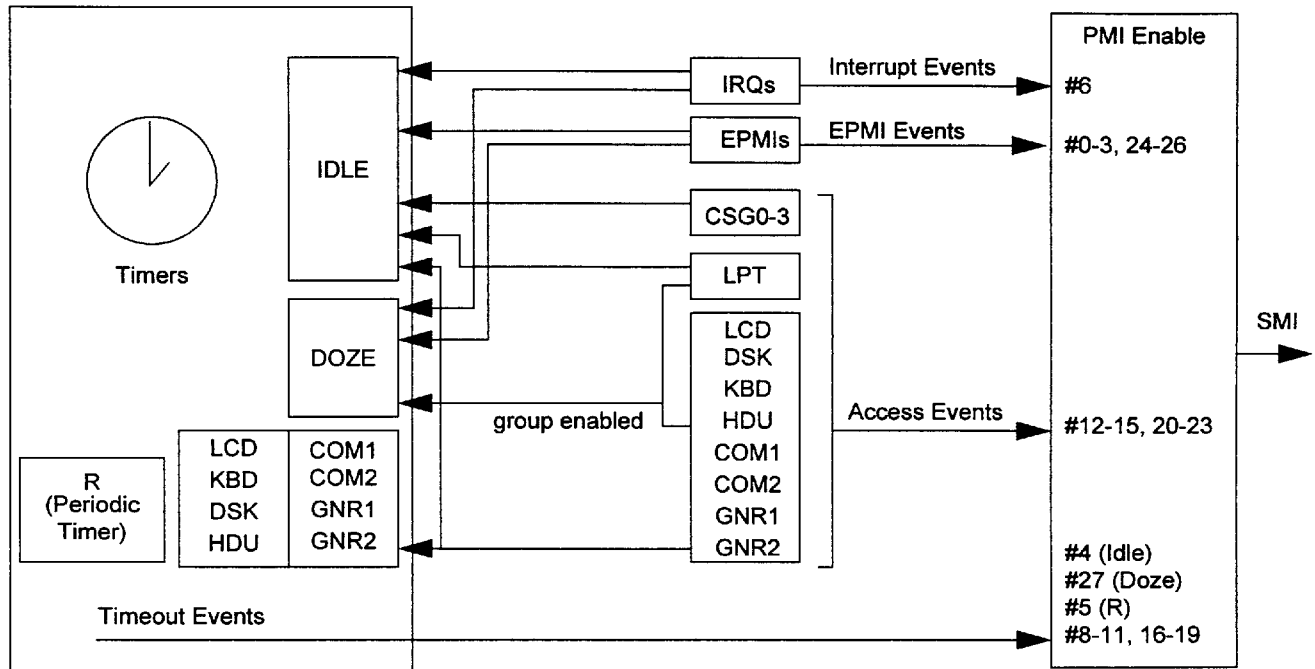 Timers
IDLE
DOZE
R
(Periodic
Timer)
LCD
KBD
DSK
HDU
COM1
COM2
GNR1
GNR2
Timeout Events
IRQs
EPMIs
CSG0-3
LPT
LCD
DSK
KBD
HDU
COM1
COM2
GNR1
GNR2
group enabled
Interrupt Events
EPMI Events
Access Events
PMI Enable
#6
#0-3, 24-26
#12-15, 20-23
#4 (Idle)
#27 (Doze)
#5 (R)
#8-11, 16-19
SMI